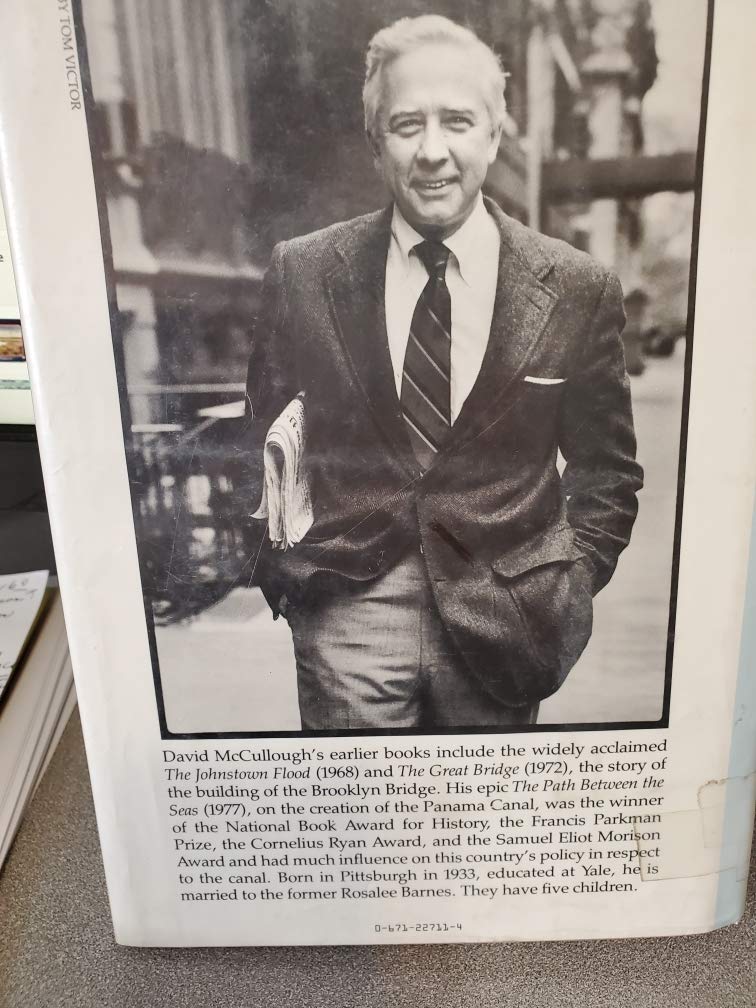 BY TOM VICTOR
David McCullough's earlier books include the widely acclaimed
The Johnstown Flood (1968) and The Great Bridge (1972), the story of
the building of the Brooklyn Bridge. His epic The Path Between the
Seas (1977), on the creation of the Panama Canal, was the winner
of the National Book Award for History, the Francis Parkman
Prize, the Cornelius Ryan Award, and the Samuel Eliot Morison
Award and had much influence on this country's policy in respect
to the canal. Born in Pittsburgh in 1933, educated at Yale, he is
married to the former Rosalee Barnes. They have five children.
0-671-22711-4